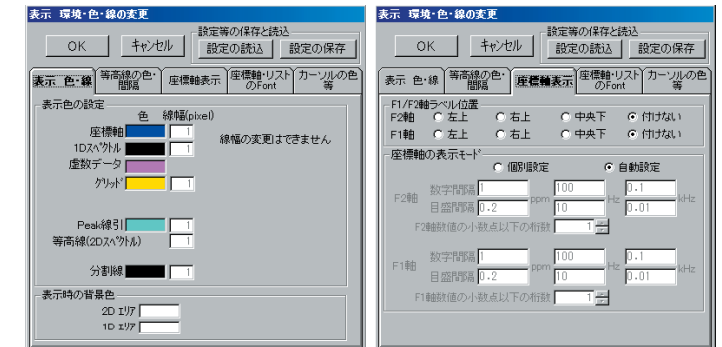 表示 環境・色・線の変更
設定等の保存と読込
OK キャンセル 設定の読込 設定の保存
表示 色・線 等高線の色・間隔 座標軸表示 座標軸・リストのFont カーソルの色等
表示色の設定
色 線幅(pixel)
座標軸 1
線幅の変更はできません
1Dスペクトル 1
虚数データ
グリッド 1
Peak線引 1
等高線(2Dスペクトル) 1
分割線 1
表示時の背景色
2D エリア
1D エリア
表示 環境・色・線の変更
設定等の保存と読込
OK キャンセル 設定の読込 設定の保存
表示 色・線 等高線の色・間隔 座標軸表示 座標軸・リストのFont カーソルの色等
F1/F2軸ラベル位置
F2軸 左上 右上 中央下 付けない
F1軸 左上 右上 中央下 付けない
座標軸の表示モード
個別設定 自動設定
F2軸 数字間隔 1 ppm 100 Hz 0.1 kHz
目盛間隔 0.2 10 0.01
F2軸数値の小数点以下の桁数 1
F1軸 数字間隔 1 ppm 100 Hz 0.1 kHz
目盛間隔 0.2 10 0.01
F1軸数値の小数点以下の桁数 1